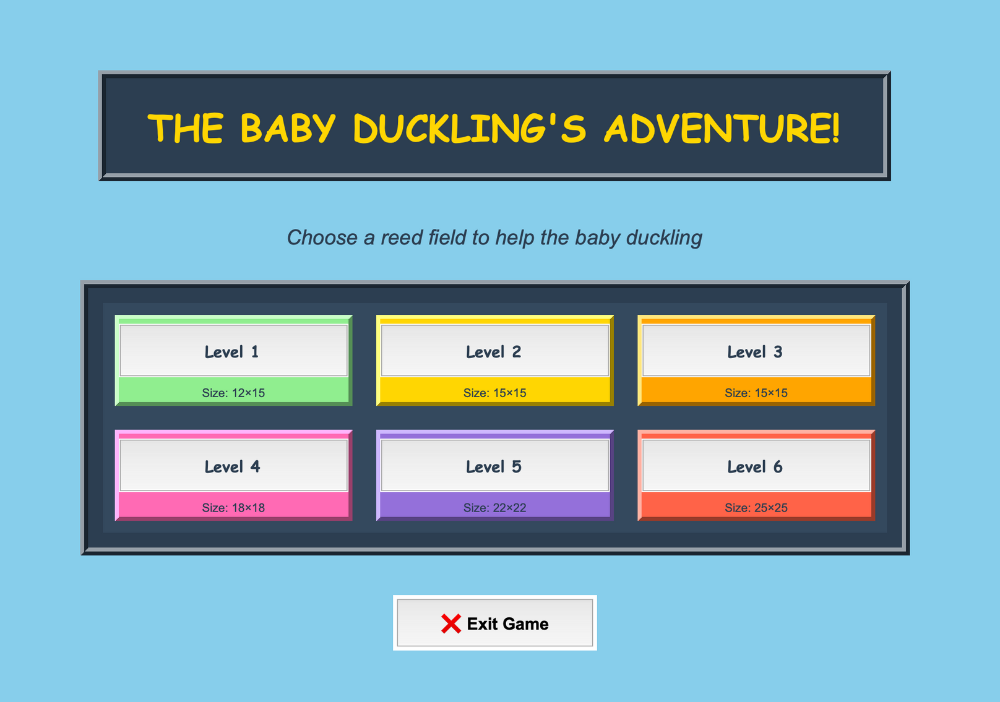 THE BABY DUCKLING'S ADVENTURE!
Choose a reed field to help the baby duckling
Level 1
Size: 12×15
Level 2
Size: 15×15
Level 3
Size: 15×15
Level 4
Size: 18×18
Level 5
Size: 22×22
Level 6
Size: 25×25
❌ Exit Game